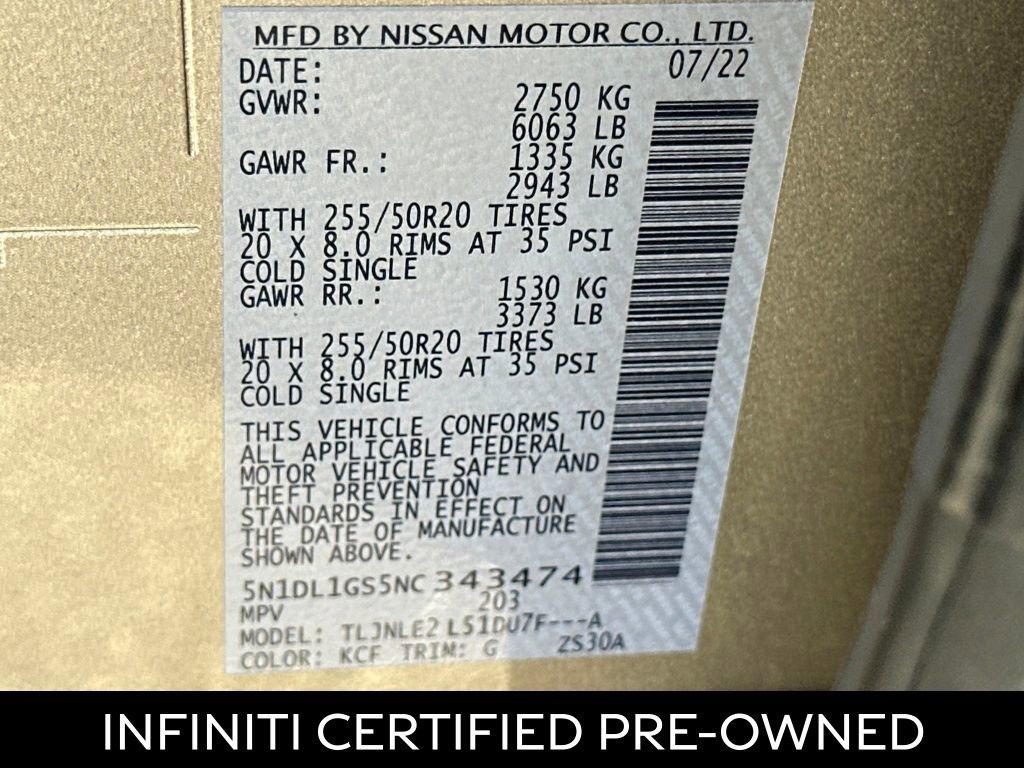 MFD BY NISSAN MOTOR CO., LTD.
DATE: 07/22
GVWR: 2750 KG
6063 LB
GAWR FR.: 1335 KG
2943 LB
WITH 255/50R20 TIRES
20 X 8.0 RIMS AT 35 PSI
COLD SINGLE
GAWR RR.: 1530 KG
3373 LB
WITH 255/50R20 TIRES
20 X 8.0 RIMS AT 35 PSI
COLD SINGLE
THIS VEHICLE CONFORMS TO
ALL APPLICABLE FEDERAL
MOTOR VEHICLE SAFETY AND
THEFT PREVENTION
STANDARDS IN EFFECT ON
THE DATE OF MANUFACTURE
SHOWN ABOVE.
5N1DL1GS5NC343474
MPV 203
MODEL: TLJNLE2 L51DU7F---A
COLOR: KCF TRIM: G ZS30A
INFINITI CERTIFIED PRE-OWNED